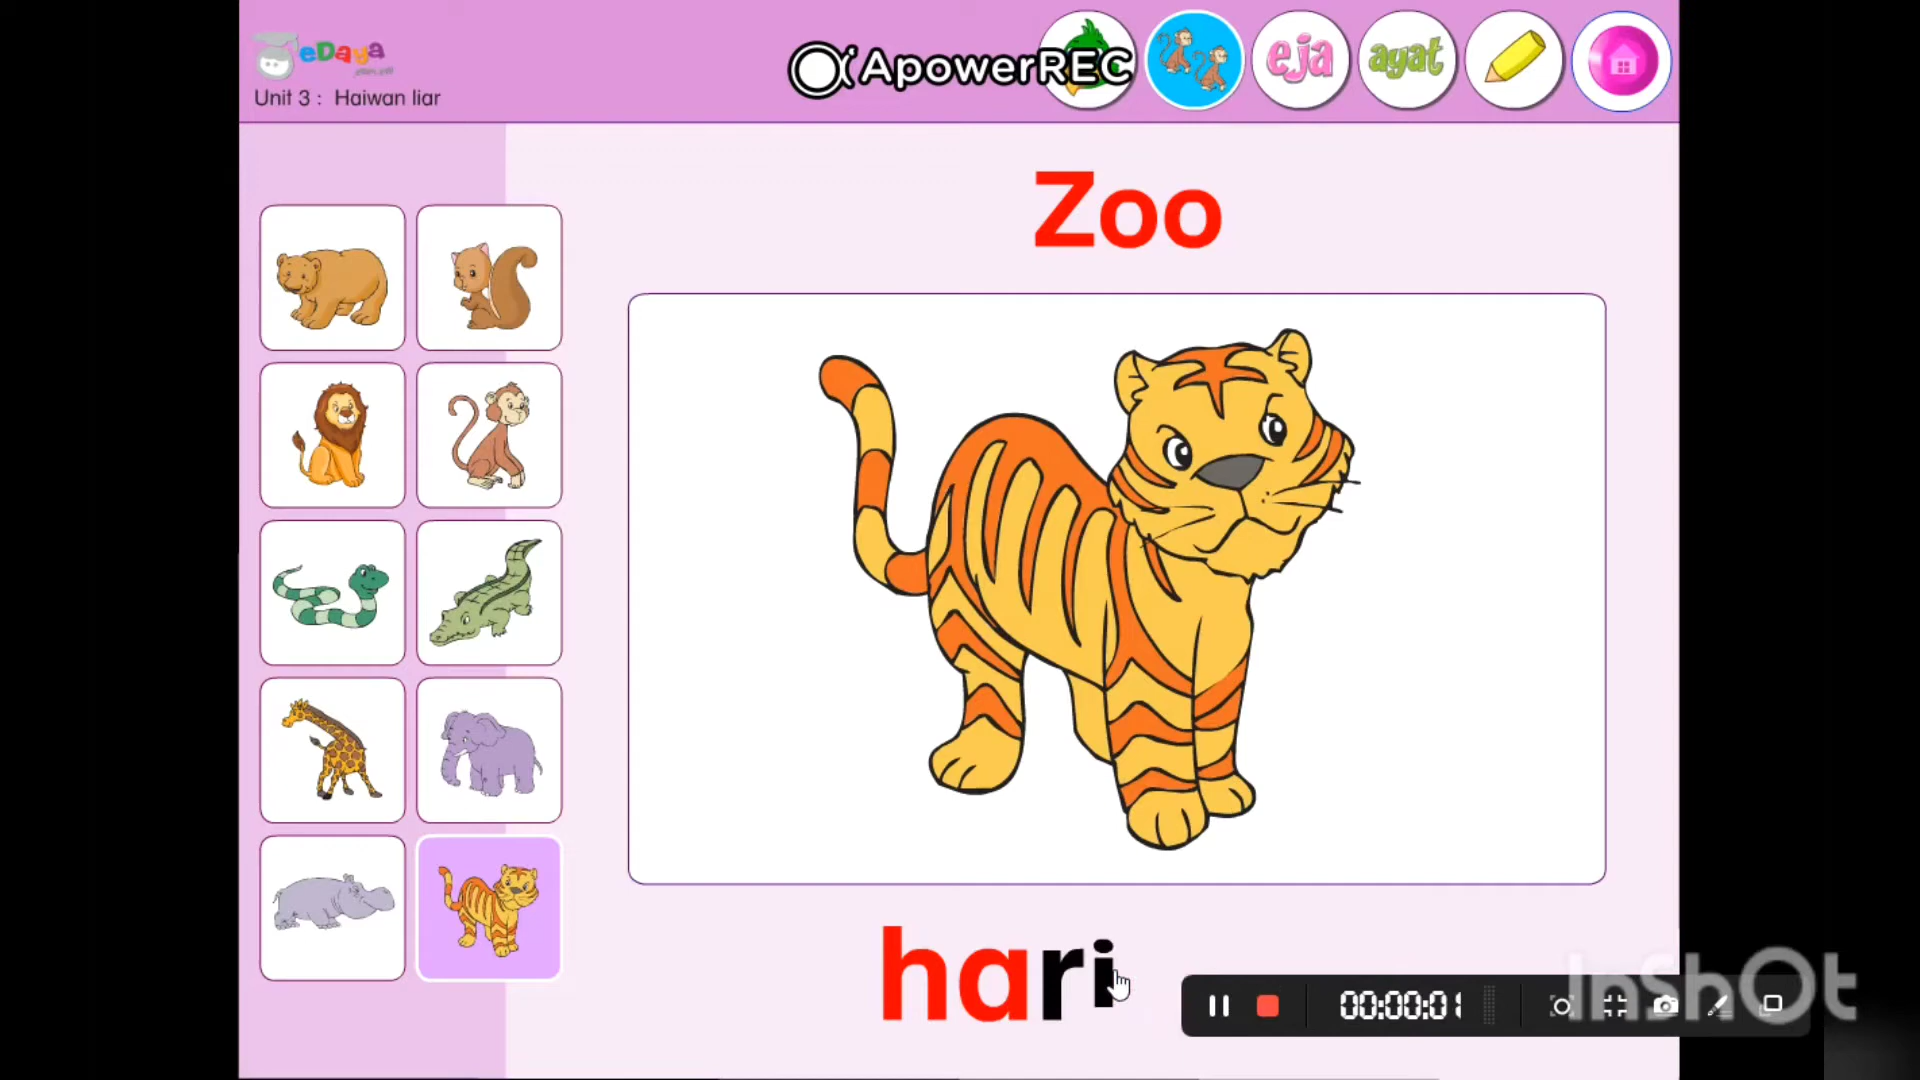 eDaya
Unit 3 : Haiwan liar
ApowerREC
eja
ayat
Zoo
hari
00:00:01
InShOt